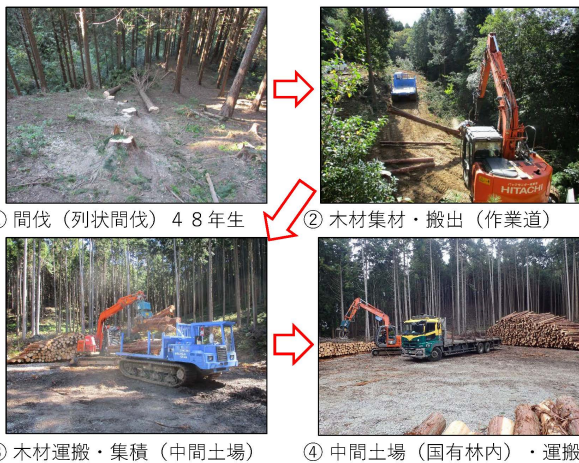 ① 間伐（列状間伐）４８年生
② 木材集材・搬出（作業道）
HITACHI
③ 木材運搬・集積（中間土場）
④ 中間土場（国有林内）・運搬